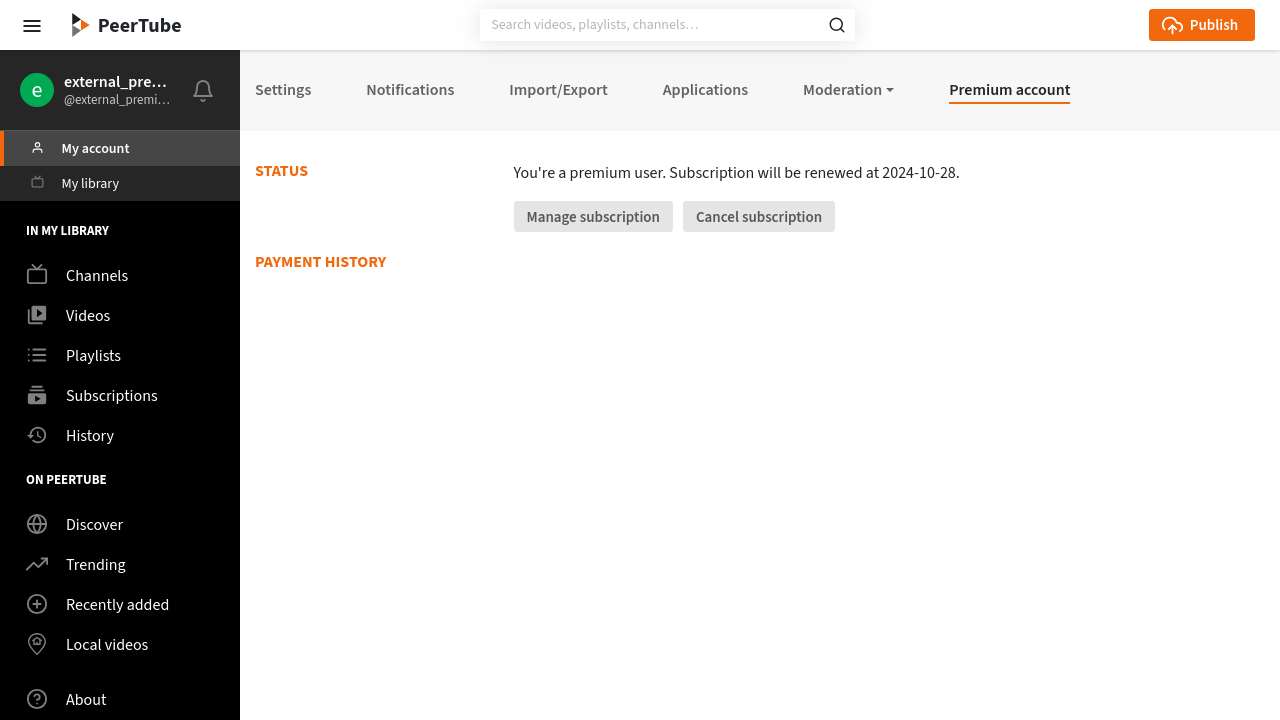 PeerTube
Search videos, playlists, channels…
Publish
e
external_pre…
@external_premi…
My account
My library
IN MY LIBRARY
Channels
Videos
Playlists
Subscriptions
History
ON PEERTUBE
Discover
Trending
Recently added
Local videos
About
Settings
Notifications
Import/Export
Applications
Moderation
Premium account
STATUS
You're a premium user. Subscription will be renewed at 2024-10-28.
Manage subscription
Cancel subscription
PAYMENT HISTORY